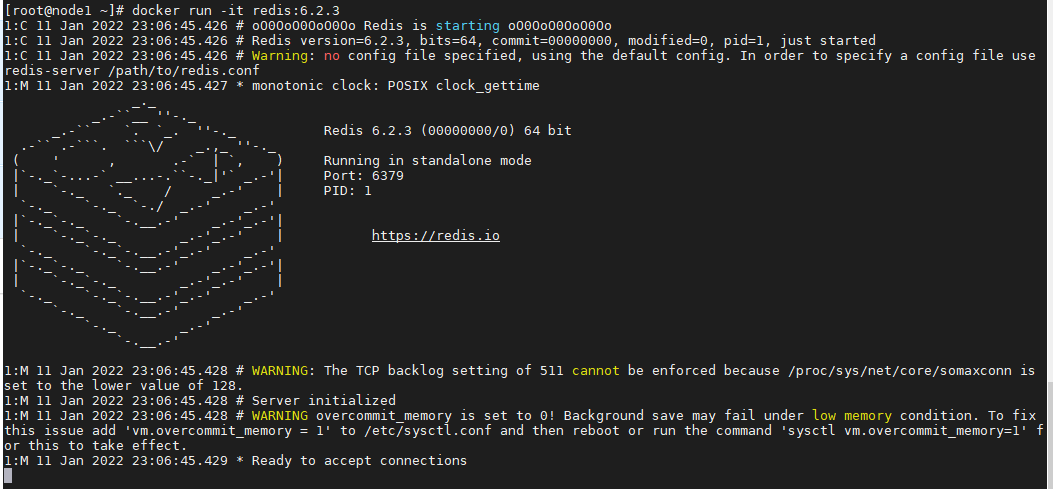 [root@node1 ~]# docker run -it redis:6.2.3
1:C 11 Jan 2022 23:06:45.426 # oO0OoO0OoO0Oo Redis is starting oO0OoO0OoO0Oo
1:C 11 Jan 2022 23:06:45.426 # Redis version=6.2.3, bits=64, commit=00000000, modified=0, pid=1, just started
1:C 11 Jan 2022 23:06:45.426 # Warning: no config file specified, using the default config. In order to specify a config file use
redis-server /path/to/redis.conf
1:M 11 Jan 2022 23:06:45.427 * monotonic clock: POSIX clock_gettime
Redis 6.2.3 (00000000/0) 64 bit
Running in standalone mode
Port: 6379
PID: 1
https://redis.io
1:M 11 Jan 2022 23:06:45.428 # WARNING: The TCP backlog setting of 511 cannot be enforced because /proc/sys/net/core/somaxconn is
set to the lower value of 128.
1:M 11 Jan 2022 23:06:45.428 # Server initialized
1:M 11 Jan 2022 23:06:45.428 # WARNING overcommit_memory is set to 0! Background save may fail under low memory condition. To fix
this issue add 'vm.overcommit_memory = 1' to /etc/sysctl.conf and then reboot or run the command 'sysctl vm.overcommit_memory=1' f
or this to take effect.
1:M 11 Jan 2022 23:06:45.429 * Ready to accept connections